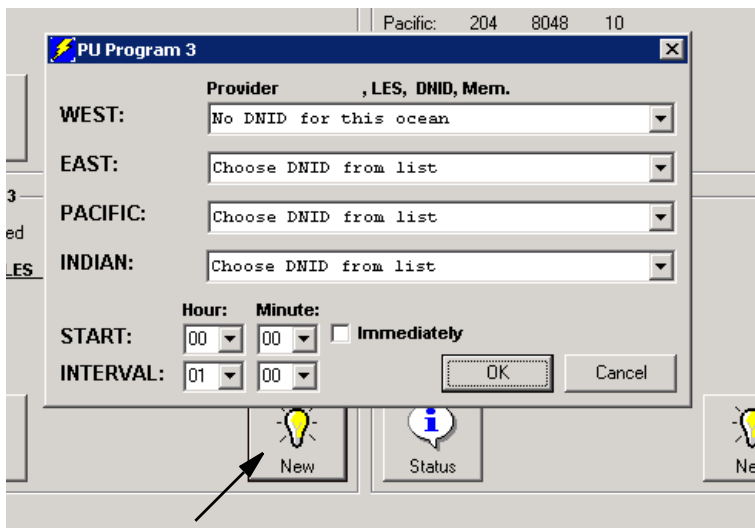 Pacific: 204 8048 10
PU Program 3
Provider , LES, DNID, Mem.
WEST: No DNID for this ocean
EAST: Choose DNID from list
PACIFIC: Choose DNID from list
INDIAN: Choose DNID from list
Hour: Minute:
START: 00 00 Immediately
INTERVAL: 01 00
OK Cancel
3
ed
LES
New
Status
Ne